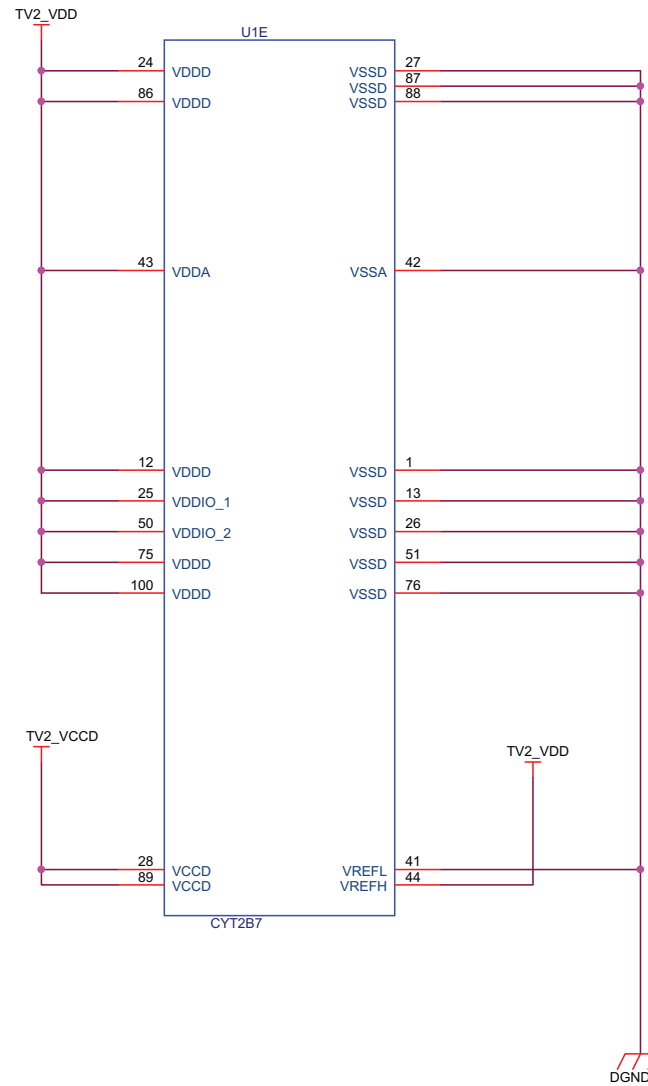 TV2_VDD
U1E
24 VDDD VSSD 27
VSSD 87
86 VDDD VSSD 88
43 VDDA VSSA 42
12 VDDD VSSD 1
25 VDDIO_1 VSSD 13
50 VDDIO_2 VSSD 26
75 VDDD VSSD 51
100 VDDD VSSD 76
TV2_VCCD
TV2_VDD
28 VCCD VREFL 41
89 VCCD VREFH 44
CYT2B7
DGND